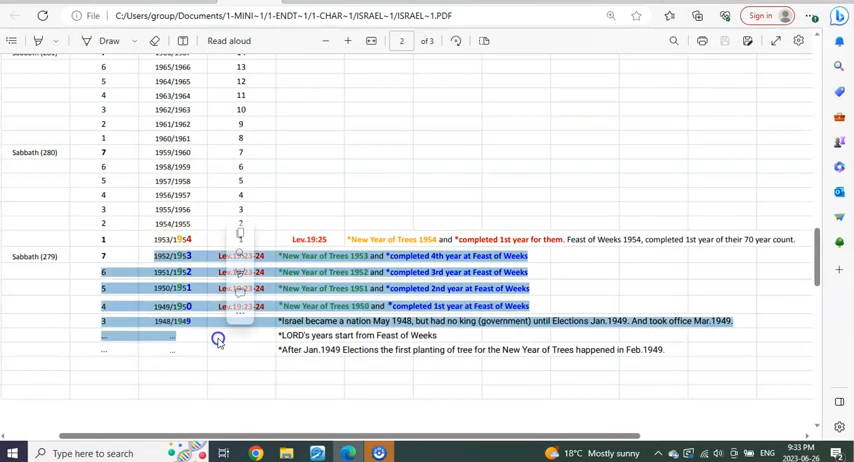 File C:/Users/group/Documents/1-MINI~1/1-ENDT~1/1-CHAR~1/ISRAEL~1/ISRAEL~1.PDF Sign in
Draw Read aloud 2 of 3
6 1965/1966 13
5 1964/1965 12
4 1963/1964 11
3 1962/1963 10
2 1961/1962 9
1 1960/1961 8
Sabbath (280) 7 1959/1960 7
6 1958/1959 6
5 1957/1958 5
4 1956/1957 4
3 1955/1956 3
2 1954/1955 2
1 1953/1954 1 Lev.19:25 *New Year of Trees 1954 and *completed 1st year for them. Feast of Weeks 1954, completed 1st year of their 70 year count.
Sabbath (279) 7 1952/1953 Lev.19:23-24 *New Year of Trees 1953 and *completed 4th year at Feast of Weeks
6 1951/1952 Lev.19:23-24 *New Year of Trees 1952 and *completed 3rd year at Feast of Weeks
5 1950/1951 Lev.19:23-24 *New Year of Trees 1951 and *completed 2nd year at Feast of Weeks
4 1949/1950 Lev.19:23-24 *New Year of Trees 1950 and *completed 1st year at Feast of Weeks
3 1948/1949 *Israel became a nation May 1948, but had no king (government) until Elections Jan.1949. And took office Mar.1949.
... ... *LORD's years start from Feast of Weeks
... ... *After Jan.1949 Elections the first planting of tree for the New Year of Trees happened in Feb.1949.
Type here to search 18°C Mostly sunny ENG 9:33 PM
2023-06-26